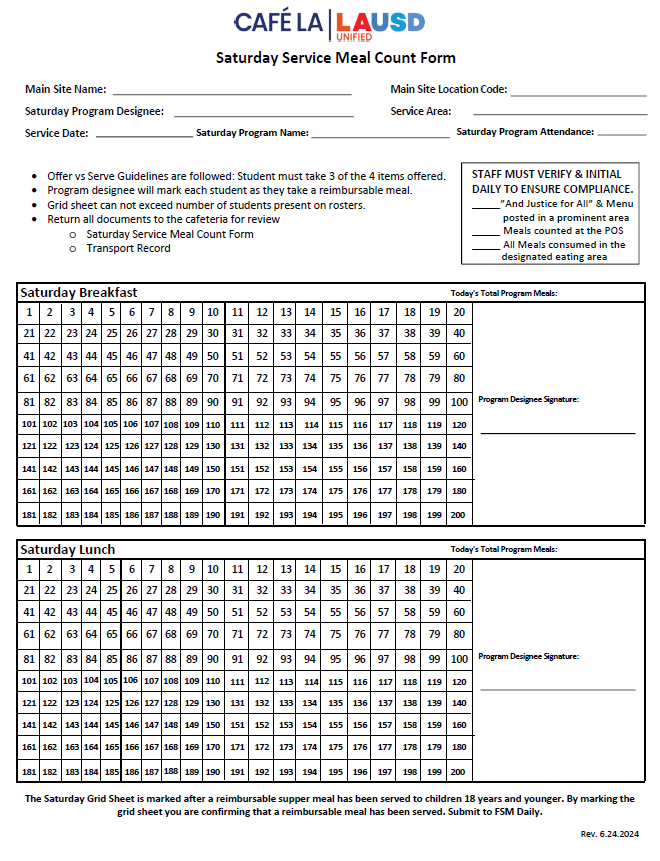 CAFÉ LA | LAUSD
UNIFIED
Saturday Service Meal Count Form
Main Site Name: ____ Main Site Location Code: ____
Saturday Program Designee: ____ Service Area: ____
Service Date: ____ Saturday Program Name: ____ Saturday Program Attendance: ____
• Offer vs Serve Guidelines are followed: Student must take 3 of the 4 items offered.
• Program designee will mark each student as they take a reimbursable meal.
• Grid sheet can not exceed number of students present on rosters.
• Return all documents to the cafeteria for review
o Saturday Service Meal Count Form
o Transport Record
STAFF MUST VERIFY & INITIAL
DAILY TO ENSURE COMPLIANCE.
_____"And Justice for All" & Menu
posted in a prominent area
_____ Meals counted at the POS
_____ All Meals consumed in the
designated eating area
Saturday Breakfast Today's Total Program Meals:
1 2 3 4 5 6 7 8 9 10 11 12 13 14 15 16 17 18 19 20
21 22 23 24 25 26 27 28 29 30 31 32 33 34 35 36 37 38 39 40
41 42 43 44 45 46 47 48 49 50 51 52 53 54 55 56 57 58 59 60
61 62 63 64 65 66 67 68 69 70 71 72 73 74 75 76 77 78 79 80
81 82 83 84 85 86 87 88 89 90 91 92 93 94 95 96 97 98 99 100
Program Designee Signature:
101 102 103 104 105 106 107 108 109 110 111 112 113 114 115 116 117 118 119 120
121 122 123 124 125 126 127 128 129 130 131 132 133 134 135 136 137 138 139 140
141 142 143 144 145 146 147 148 149 150 151 152 153 154 155 156 157 158 159 160
161 162 163 164 165 166 167 168 169 170 171 172 173 174 175 176 177 178 179 180
181 182 183 184 185 186 187 188 189 190 191 192 193 194 195 196 197 198 199 200
Saturday Lunch Today's Total Program Meals:
1 2 3 4 5 6 7 8 9 10 11 12 13 14 15 16 17 18 19 20
21 22 23 24 25 26 27 28 29 30 31 32 33 34 35 36 37 38 39 40
41 42 43 44 45 46 47 48 49 50 51 52 53 54 55 56 57 58 59 60
61 62 63 64 65 66 67 68 69 70 71 72 73 74 75 76 77 78 79 80
81 82 83 84 85 86 87 88 89 90 91 92 93 94 95 96 97 98 99 100
Program Designee Signature:
101 102 103 104 105 106 107 108 109 110 111 112 113 114 115 116 117 118 119 120
121 122 123 124 125 126 127 128 129 130 131 132 133 134 135 136 137 138 139 140
141 142 143 144 145 146 147 148 149 150 151 152 153 154 155 156 157 158 159 160
161 162 163 164 165 166 167 168 169 170 171 172 173 174 175 176 177 178 179 180
181 182 183 184 185 186 187 188 189 190 191 192 193 194 195 196 197 198 199 200
The Saturday Grid Sheet is marked after a reimbursable supper meal has been served to children 18 years and younger. By marking the
grid sheet you are confirming that a reimbursable meal has been served. Submit to FSM Daily.
Rev. 6.24.2024